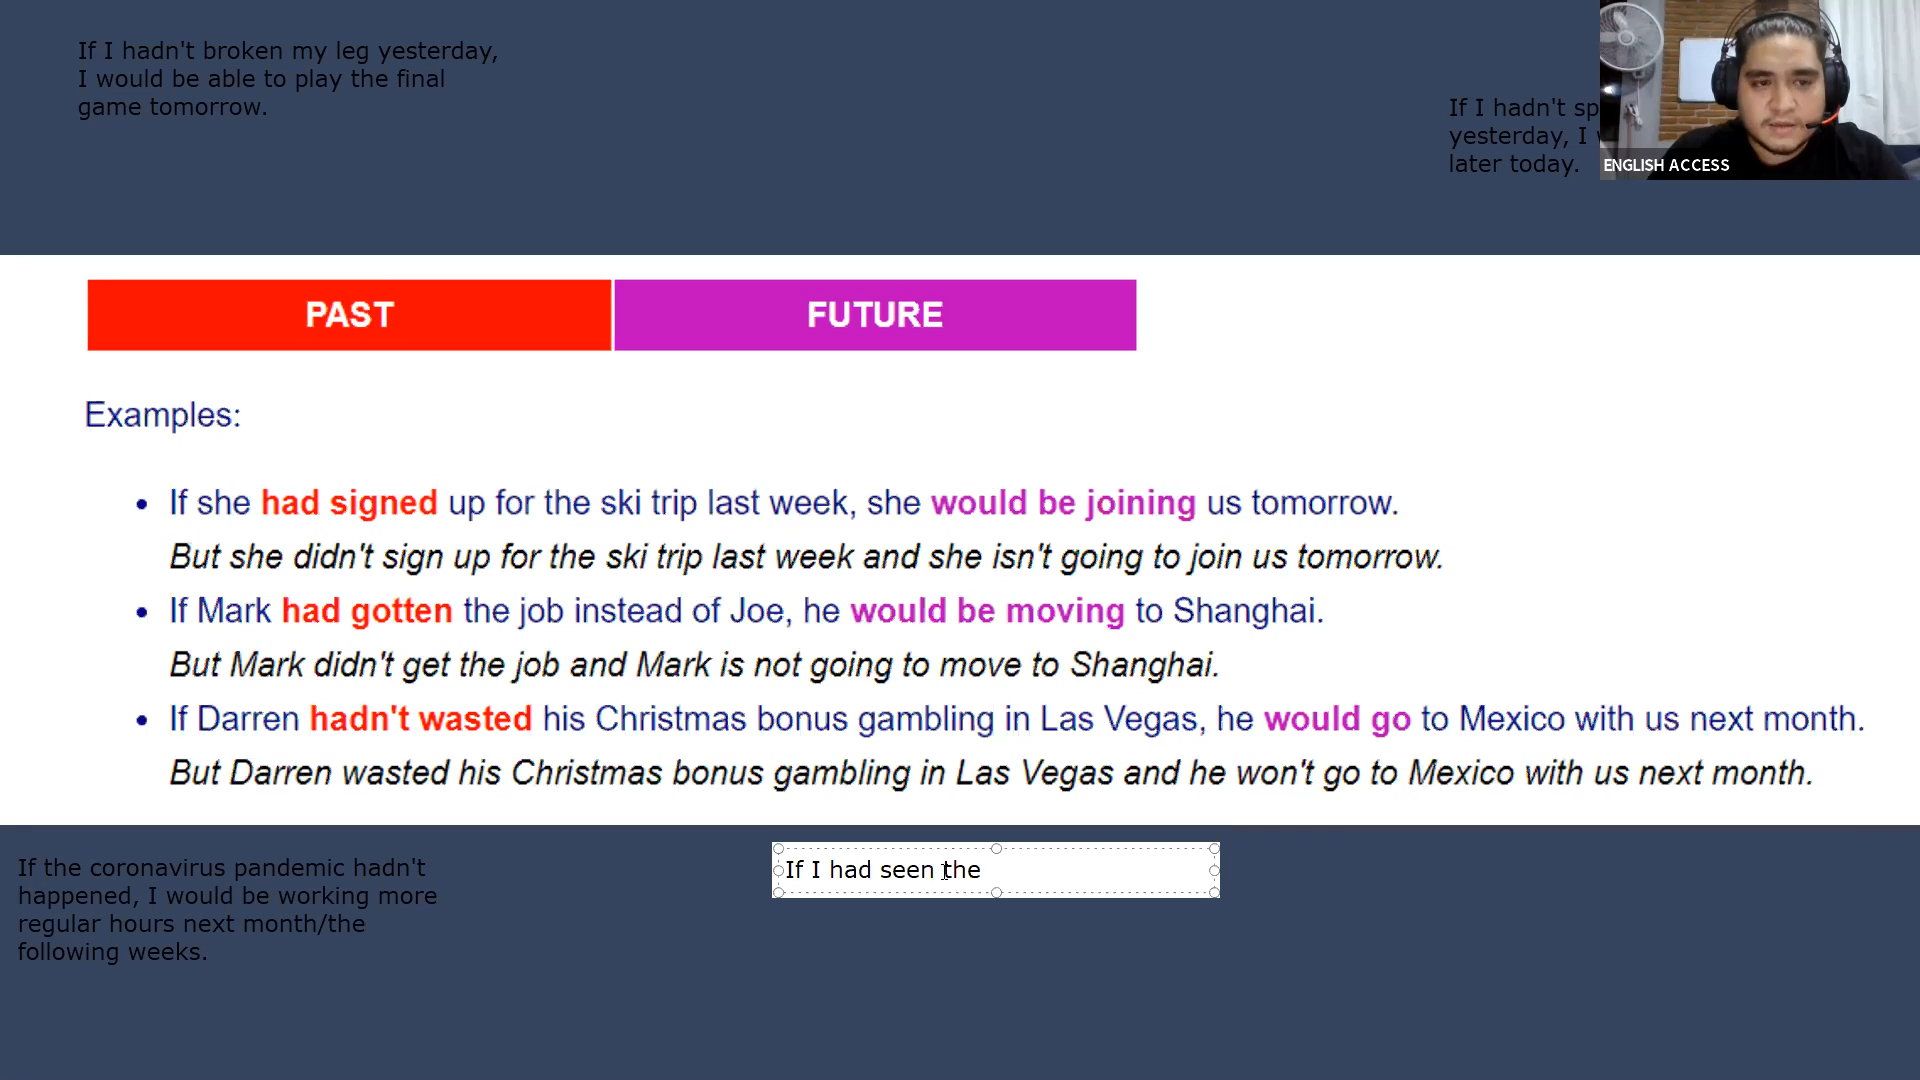 If I hadn't broken my leg yesterday,
I would be able to play the final
game tomorrow.
If I hadn't
yesterday, I
later today.
ENGLISH ACCESS
PAST
FUTURE
Examples:
• If she had signed up for the ski trip last week, she would be joining us tomorrow.
But she didn't sign up for the ski trip last week and she isn't going to join us tomorrow.
• If Mark had gotten the job instead of Joe, he would be moving to Shanghai.
But Mark didn't get the job and Mark is not going to move to Shanghai.
• If Darren hadn't wasted his Christmas bonus gambling in Las Vegas, he would go to Mexico with us next month.
But Darren wasted his Christmas bonus gambling in Las Vegas and he won't go to Mexico with us next month.
If the coronavirus pandemic hadn't
happened, I would be working more
regular hours next month/the
following weeks.
If I had seen the